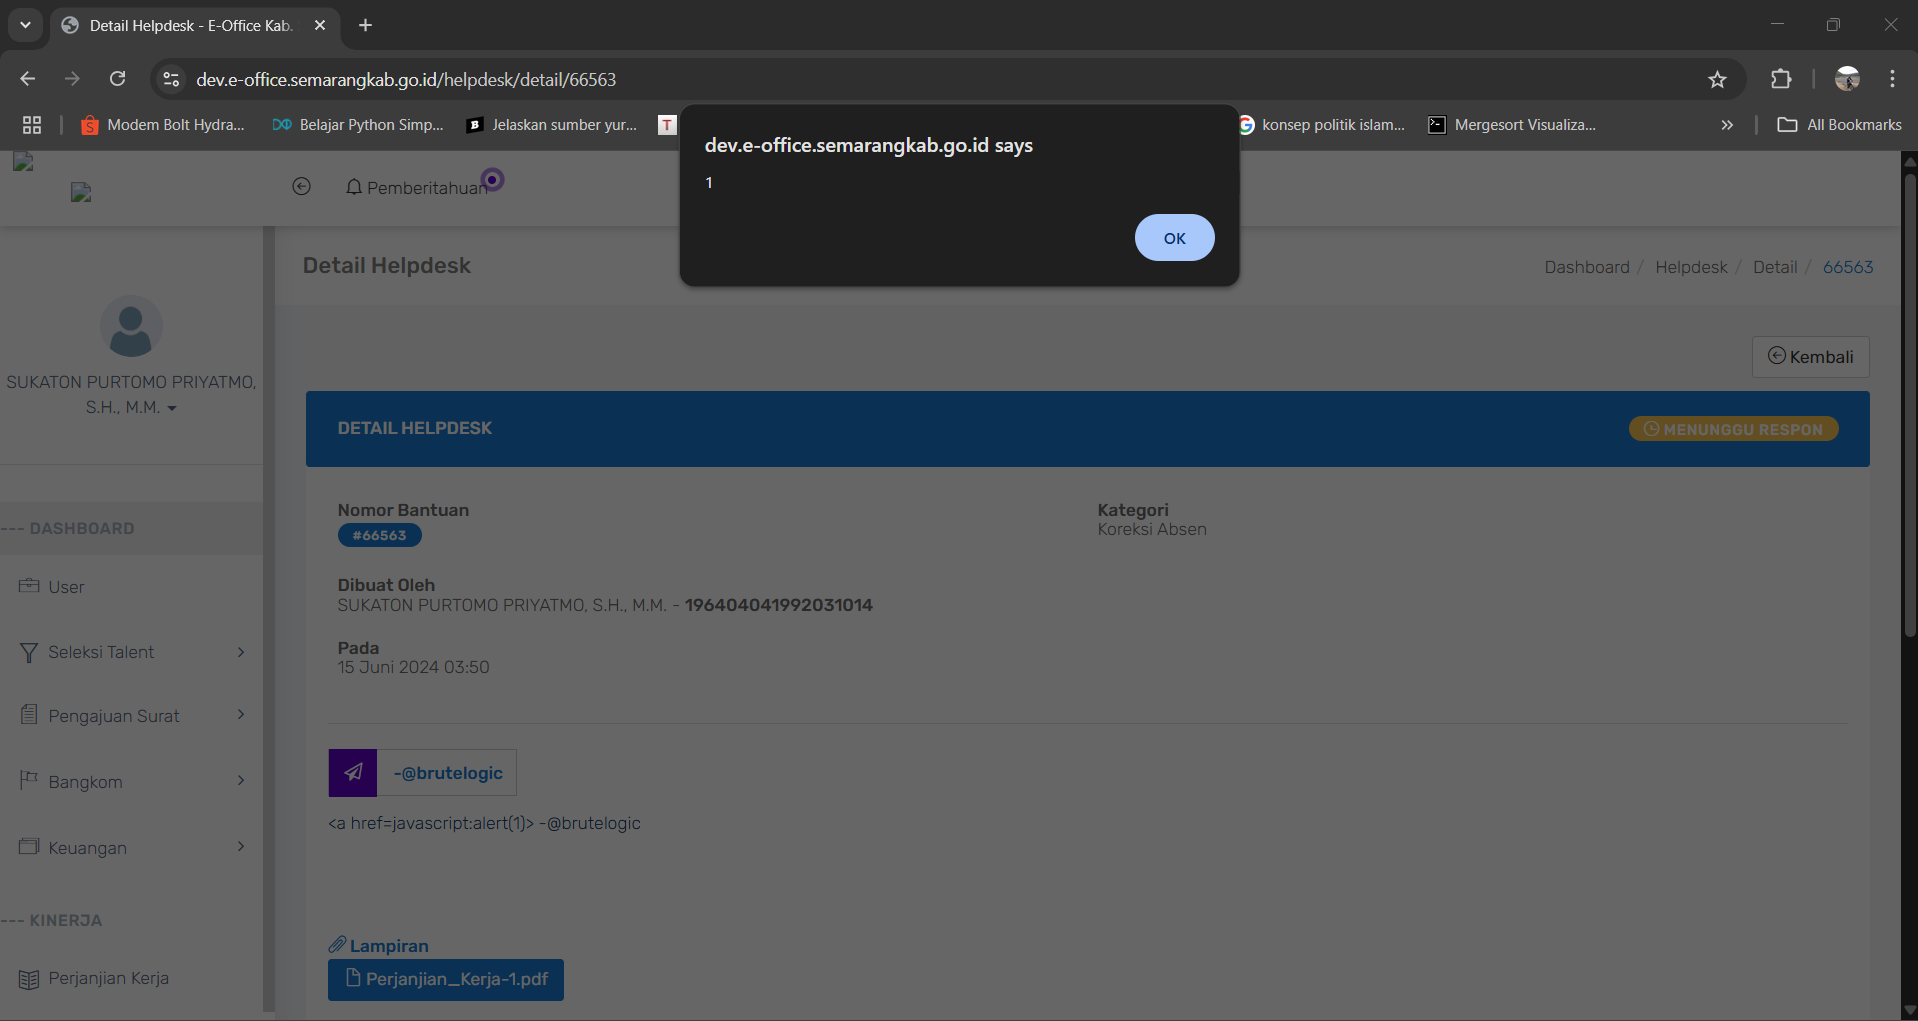 Detail Helpdesk - E-Office Kab.
dev.e-office.semarangkab.go.id/helpdesk/detail/66563
Modem Bolt Hydra...
Belajar Python Simp...
Jelaskan sumber yur...
konsep politik islam...
Mergesort Visualiza...
All Bookmarks
dev.e-office.semarangkab.go.id says
1
OK
Pemberitahuan
Detail Helpdesk
Dashboard / Helpdesk / Detail / 66563
SUKATON PURTOMO PRIYATMO,
S.H., M.M.
--- DASHBOARD
User
Seleksi Talent
Pengajuan Surat
Bangkom
Keuangan
--- KINERJA
Perjanjian Kerja
Kembali
DETAIL HELPDESK
MENUNGGU RESPON
Nomor Bantuan
#66563
Kategori
Koreksi Absen
Dibuat Oleh
SUKATON PURTOMO PRIYATMO, S.H., M.M. - 196404041992031014
Pada
15 Juni 2024 03:50
-@brutelogic
<a href=javascript:alert(1)> -@brutelogic
Lampiran
Perjanjian_Kerja-1.pdf